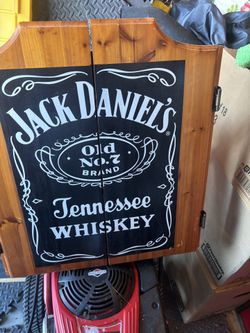 JACK DANIEL'S
Old
No. 7
BRAND
Tennessee
WHISKEY